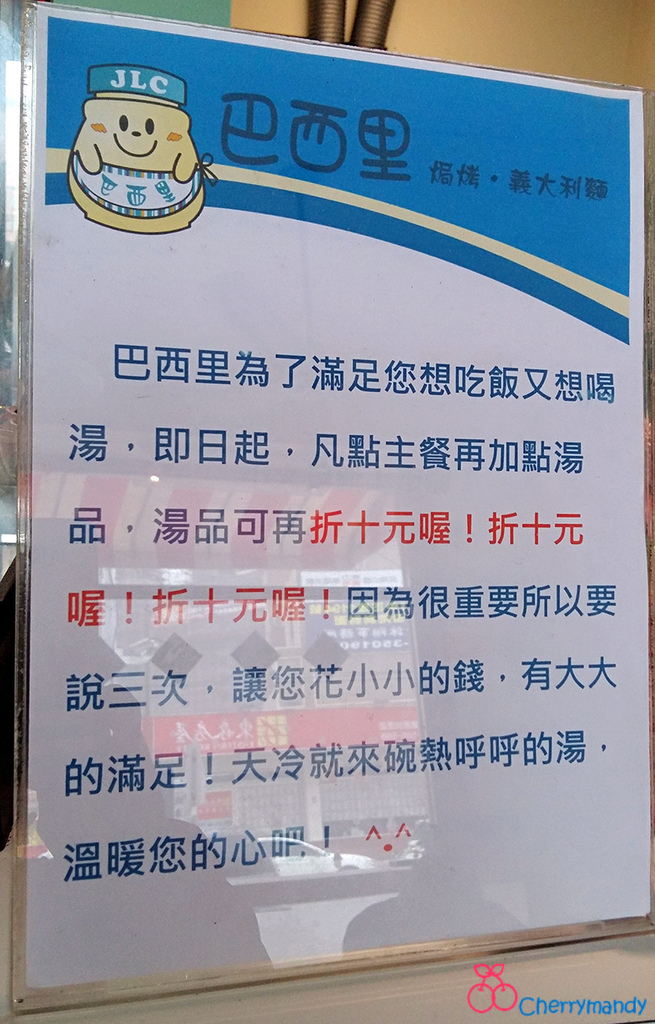 JLC
巴西里
巴西里
焗烤·義大利麵
巴西里為了滿足您想吃飯又想喝
湯，即日起，凡點主餐再加點湯
品，湯品可再折十元喔！折十元
喔！折十元喔！因為很重要所以要
說三次，讓您花小小的錢，有大大
的滿足！天冷就來碗熱呼呼的湯，
溫暖您的心吧！^.^
Cherrymandy